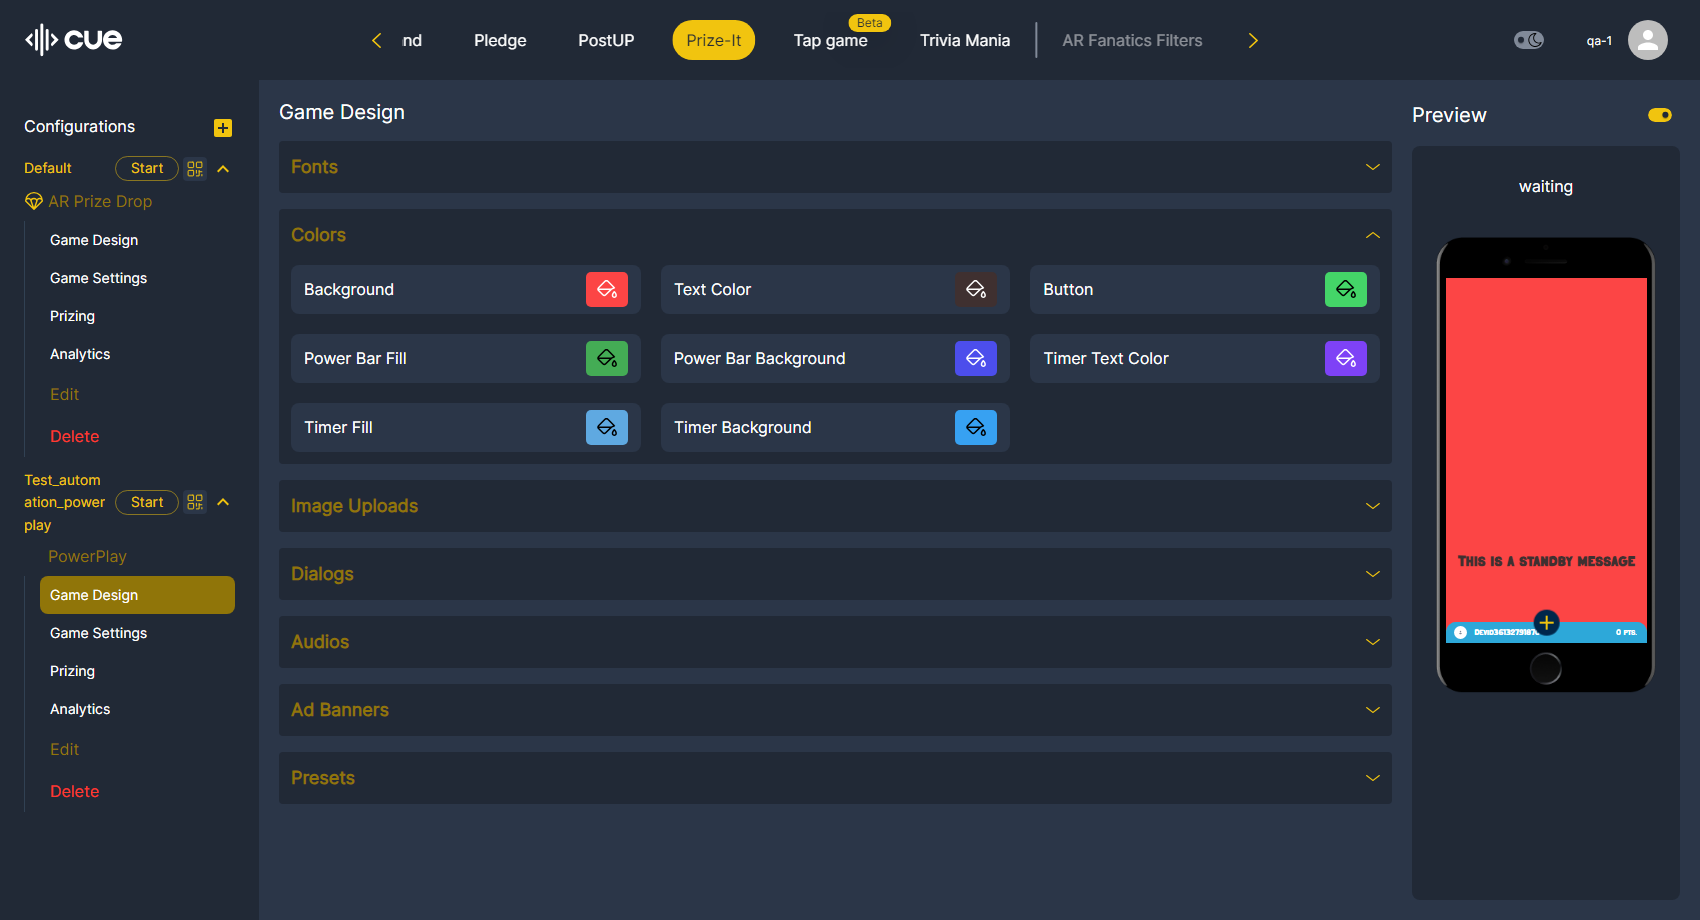 cue
nd
Pledge
PostUP
Prize-It
Tap game
Beta
Trivia Mania
AR Fanatics Filters
qa-1
Configurations
Default
Start
AR Prize Drop
Game Design
Game Settings
Prizing
Analytics
Edit
Delete
Test_autom
ation_power
play
Start
PowerPlay
Game Design
Game Settings
Prizing
Analytics
Edit
Delete
Game Design
Fonts
Colors
Background
Text Color
Button
Power Bar Fill
Power Bar Background
Timer Text Color
Timer Fill
Timer Background
Image Uploads
Dialogs
Audios
Ad Banners
Presets
Preview
waiting
THIS IS A STANDBY MESSAGE
0 PTS.